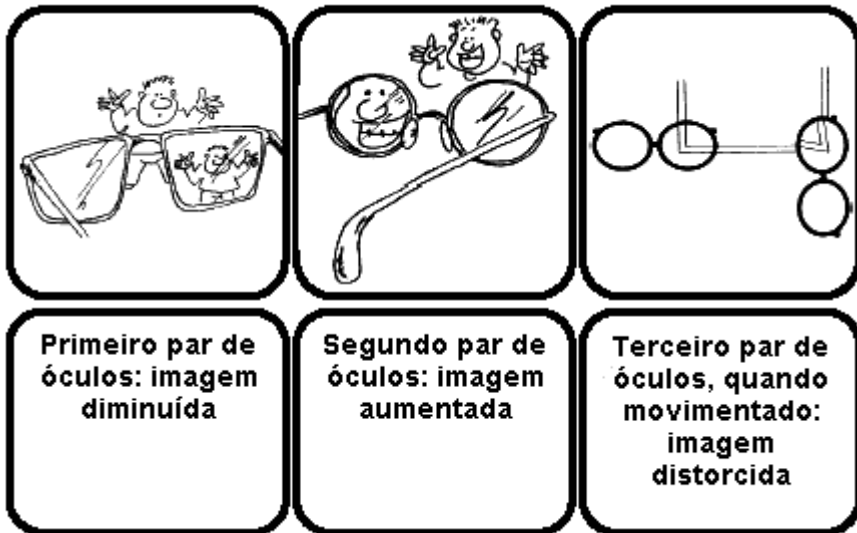 Primeiro par de
óculos: imagem
diminuída
Segundo par de
óculos: imagem
aumentada
Terceiro par de
óculos, quando
movimentado:
imagem
distorcida